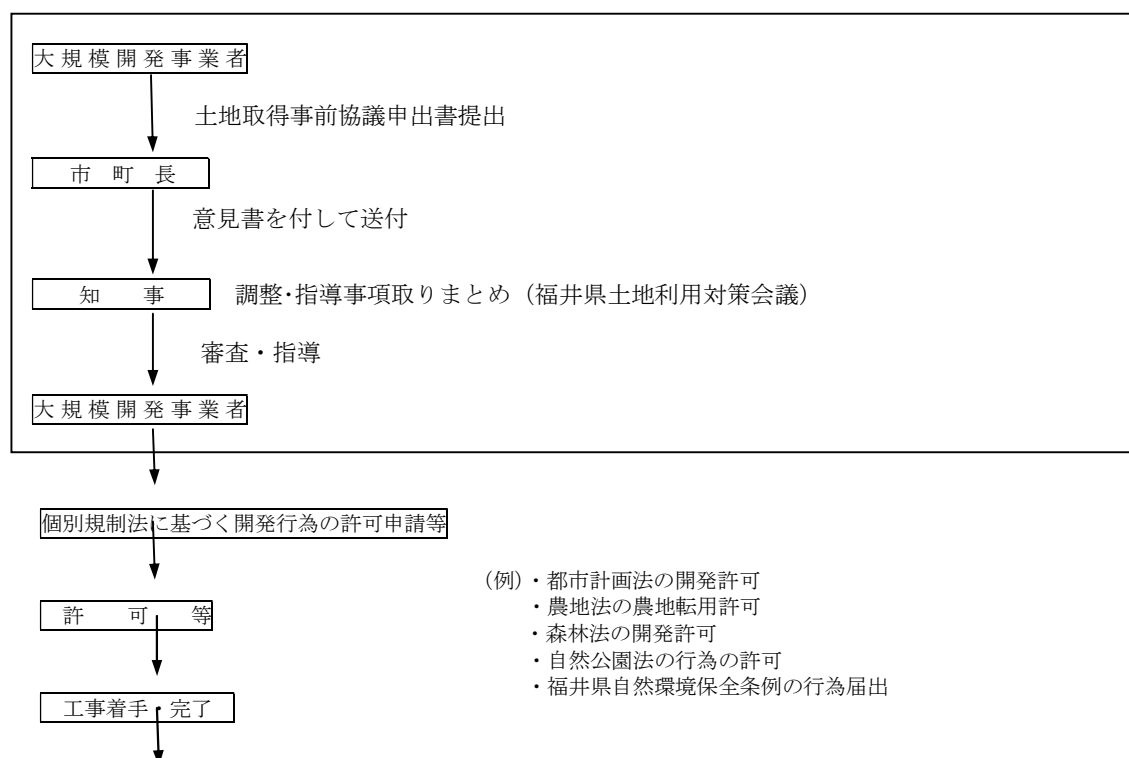 大規模開発事業者
土地取得事前協議申出書提出
市 町 長
意見書を付して送付
知 事
調整・指導事項取りまとめ（福井県土地利用対策会議）
審査・指導
大規模開発事業者
個別規制法に基づく開発行為の許可申請等
（例）・都市計画法の開発許可
・農地法の農地転用許可
許 可 等
・森林法の開発許可
・自然公園法の行為の許可
・福井県自然環境保全条例の行為届出
工事着手・完了